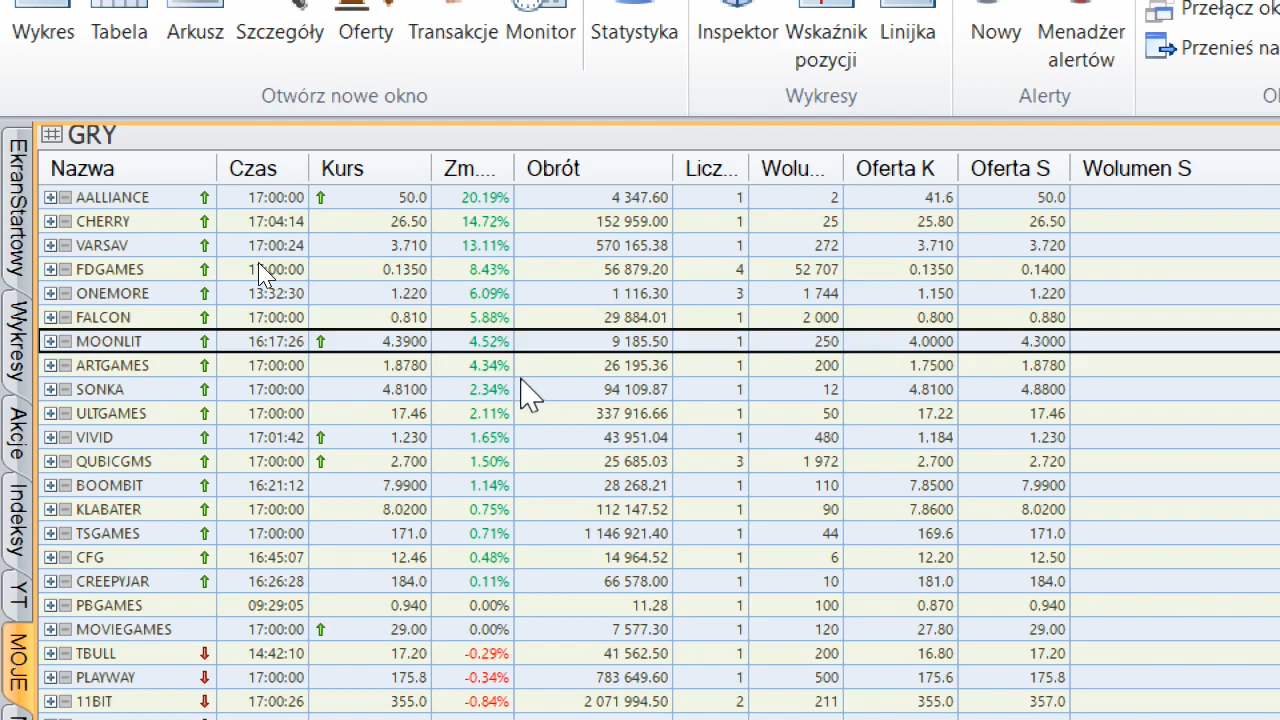 Wykres Tabela Arkusz Szczegóły Oferty Transakcje Monitor Statystyka Inspektor Wskaźnik pozycji Linijka Nowy Menadżer alertów Przełącz ok
Przenieś na
Otwórz nowe okno Wykresy Alerty
EkranStartowy
Wykresy
Akcje
Indeksy
YT
MOJE
GRY
Nazwa Czas Kurs Zm.... Obrót Licz... Wolu... Oferta K Oferta S Wolumen S
AALLIANCE 17:00:00 50.0 20.19% 4 347.60 1 2 41.6 50.0
CHERRY 17:04:14 26.50 14.72% 152 959.00 1 25 25.80 26.50
VARSAV 17:00:24 3.710 13.11% 570 165.38 1 272 3.710 3.720
FDGAMES 17:00:00 0.1350 8.43% 56 879.20 4 52 707 0.1350 0.1400
ONEMORE 13:32:30 1.220 6.09% 1 116.30 3 1 744 1.150 1.220
FALCON 17:00:00 0.810 5.88% 29 884.01 1 2 000 0.800 0.880
MOONLIT 16:17:26 4.3900 4.52% 9 185.50 1 250 4.0000 4.3000
ARTGAMES 17:00:00 1.8780 4.34% 26 195.36 1 200 1.7500 1.8780
SONKA 17:00:00 4.8100 2.34% 94 109.87 1 12 4.8100 4.8800
ULTGAMES 17:00:00 17.46 2.11% 337 916.66 1 50 17.22 17.46
VIVID 17:01:42 1.230 1.65% 43 951.04 1 480 1.184 1.230
QUBICGMS 17:00:00 2.700 1.50% 25 685.03 3 1 972 2.700 2.720
BOOMBIT 16:21:12 7.9900 1.14% 28 268.21 1 110 7.8500 7.9900
KLABATER 17:00:00 8.0200 0.75% 112 147.52 1 90 7.8600 8.0200
TSGAMES 17:00:00 171.0 0.71% 1 146 921.40 1 44 169.6 171.0
CFG 16:45:07 12.46 0.48% 14 964.52 1 6 12.20 12.50
CREEPYJAR 16:26:28 184.0 0.11% 66 578.00 1 10 181.0 184.0
PBGAMES 09:29:05 0.940 0.00% 11.28 1 100 0.870 0.940
MOVIEGAMES 17:00:00 29.00 0.00% 7 577.30 1 120 27.80 29.00
TBULL 14:42:10 17.20 -0.29% 41 562.50 1 200 16.80 17.20
PLAYWAY 17:00:00 175.8 -0.34% 783 649.60 1 500 175.6 175.8
11BIT 17:00:26 355.0 -0.84% 2 071 994.50 2 211 355.0 357.0